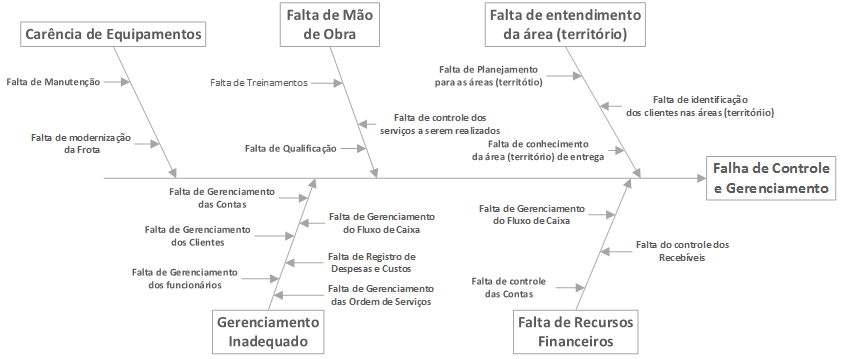 Carência de Equipamentos
Falta de Manutenção
Falta de modernização
da Frota
Falta de Mão
de Obra
Falta de Treinamentos
Falta de controle dos
serviços a serem realizados
Falta de Qualificação
Falta de entendimento
da área (território)
Falta de Planejamento
para as áreas (territótio)
Falta de identificação
dos clientes nas áreas (territóriio)
Falta de conhecimento
da área (território) de entrega
Falha de Controle
e Gerenciamento
Falta de Gerenciamento
das Contas
Falta de Gerenciamento
do Fluxo de Caixa
Falta de Gerenciamento
dos Clientes
Falta de Registro de
Despesas e Custos
Falta de Gerenciamento
dos funcionários
Falta de Gerenciamento
das Ordem de Serviços
Gerenciamento
Inadequado
Falta de Gerenciamento
do Fluxo de Caixa
Falta do controle dos
Recebíveis
Falta de controle
das Contas
Falta de Recursos
Financeiros